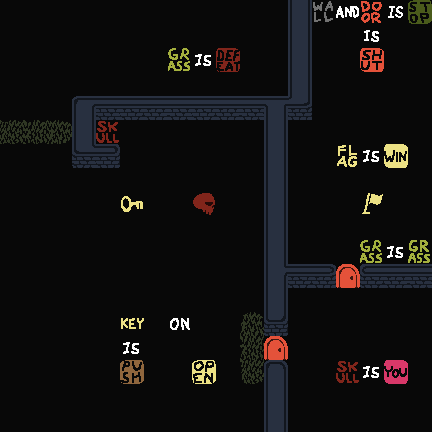 WALL AND DOOR IS STOP
IS
SHUT
GRASS IS DEFEAT
SKULL
FLAG IS WIN
GRASS IS GRASS
KEY ON
IS
PUSH OPEN
SKULL IS YOU